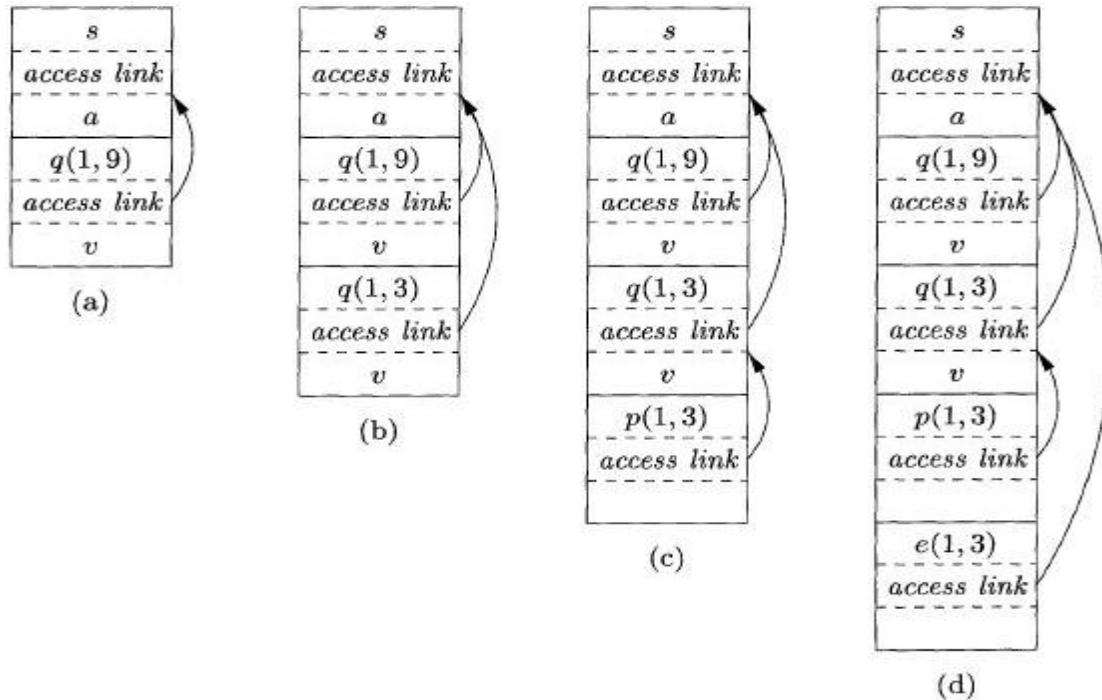 s
access link
a
q(1, 9)
access link
v
(a)
s
access link
a
q(1, 9)
access link
v
q(1, 3)
access link
v
(b)
s
access link
a
q(1, 9)
access link
v
q(1, 3)
access link
v
p(1, 3)
access link
(c)
s
access link
a
q(1, 9)
access link
v
q(1, 3)
access link
v
p(1, 3)
access link
e(1, 3)
access link
(d)